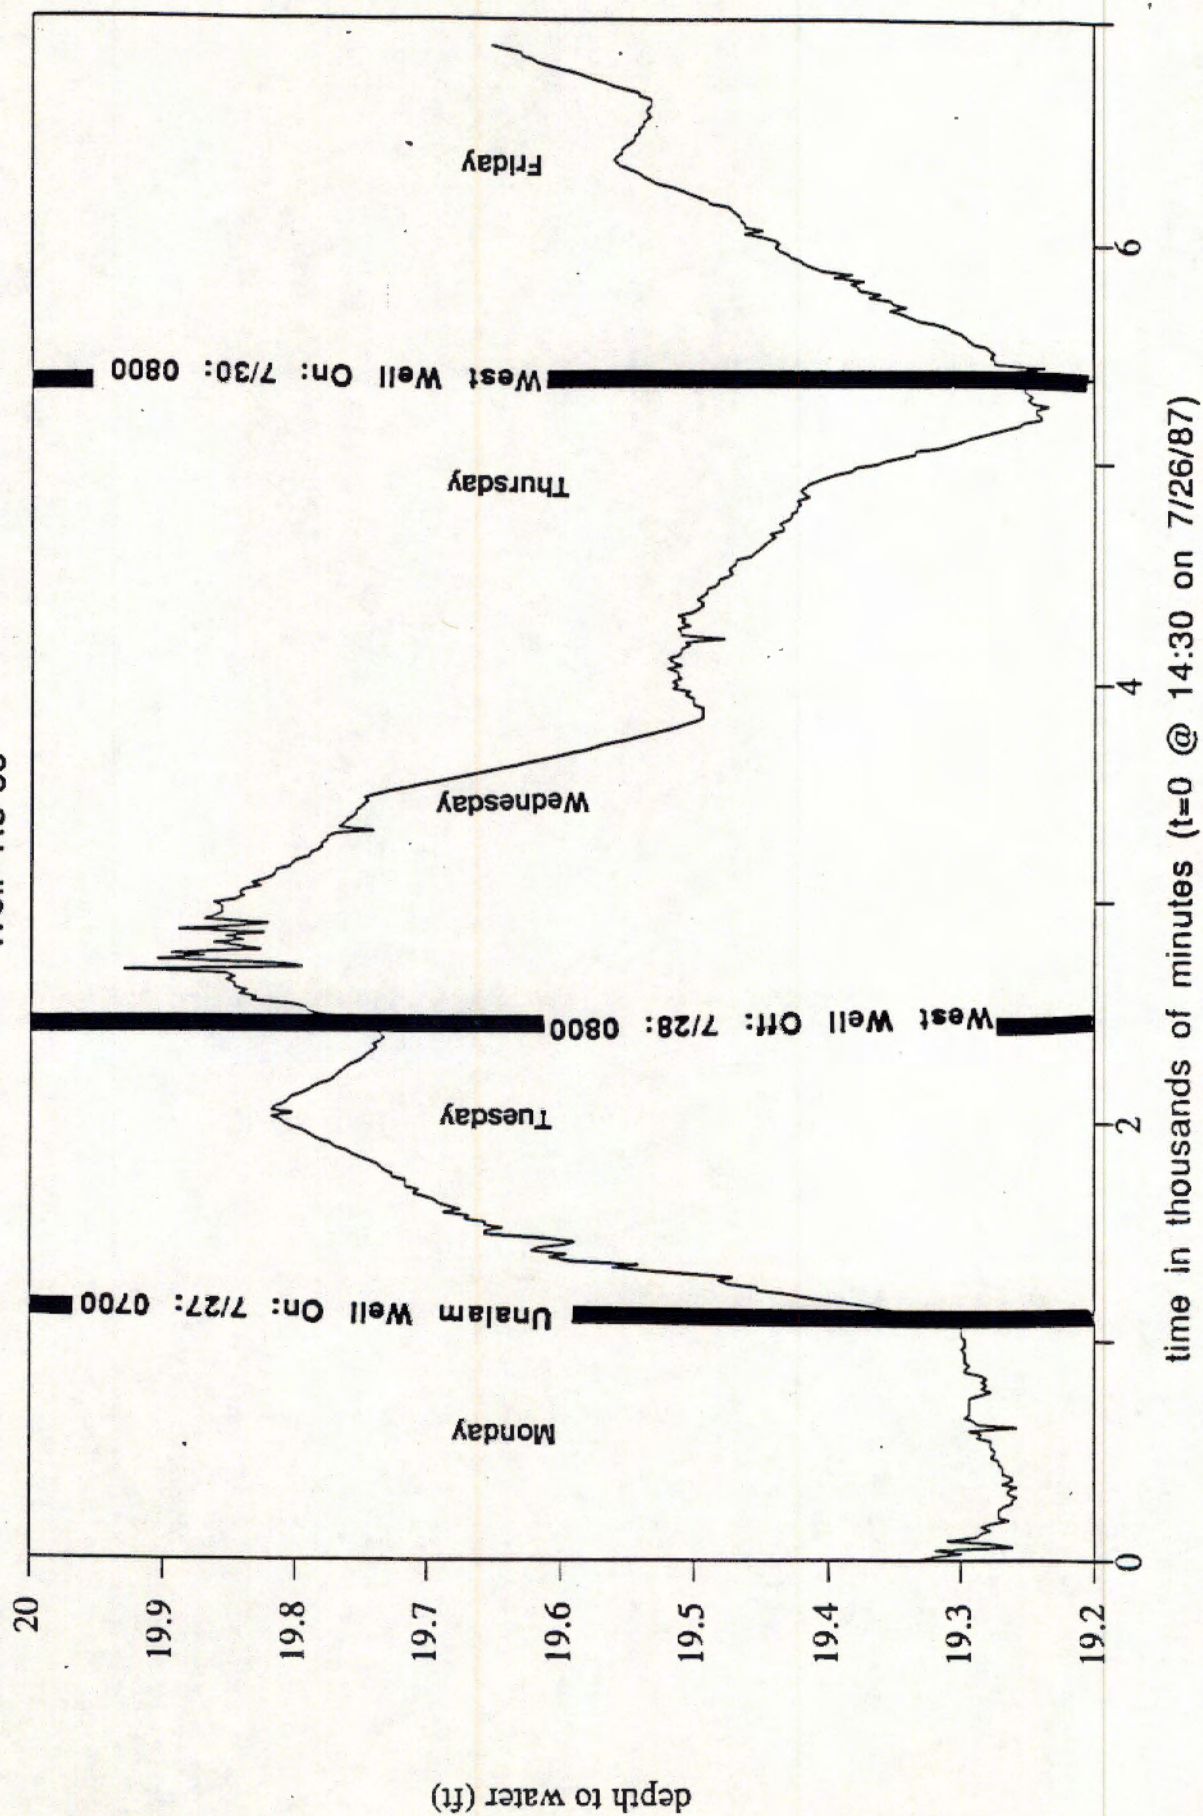 20
19.9
19.8
19.7
19.6
19.5
19.4
19.3
19.2
depth to water (ft)
Monday
Tuesday
Wednesday
Thursday
Friday
Unalam Well On: 7/27: 0700
West Well Off: 7/28: 0800
West Well On: 7/30: 0800
0
2
4
6
time in thousands of minutes (t=0 @ 14:30 on 7/26/87)